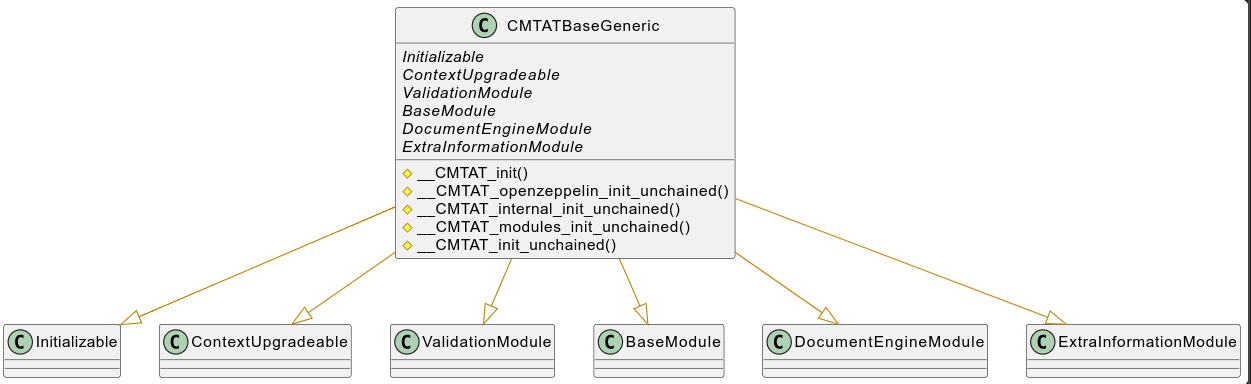 C CMTATBaseGeneric
Initializable
ContextUpgradeable
ValidationModule
BaseModule
DocumentEngineModule
ExtraInformationModule
__CMTAT_init()
__CMTAT_openzeppelin_init_unchained()
__CMTAT_internal_init_unchained()
__CMTAT_modules_init_unchained()
__CMTAT_init_unchained()
C Initializable
C ContextUpgradeable
C ValidationModule
C BaseModule
C DocumentEngineModule
C ExtraInformationModule